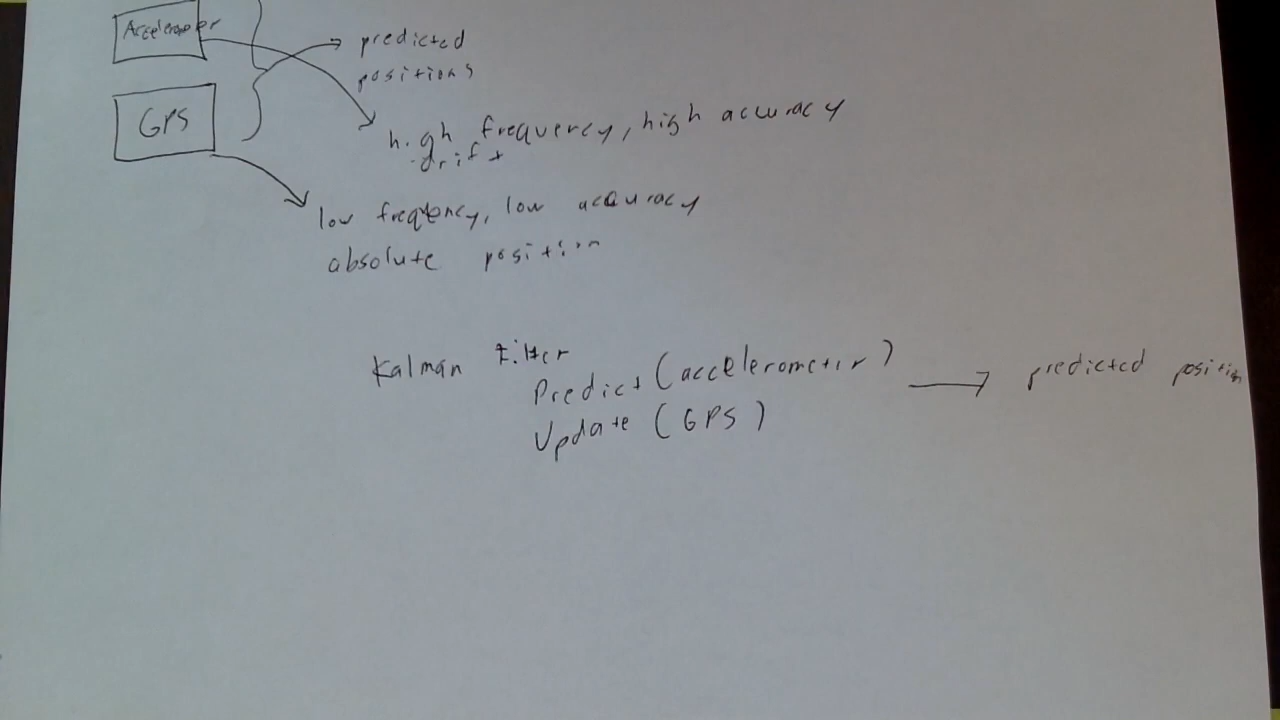 Accelerometer
predicted
positions
GPS
high frequency, high accuracy
drift
low frequency, low accuracy
absolute position
Kalman Filter
Predict (accelerometer) → predicted position
Update (GPS)